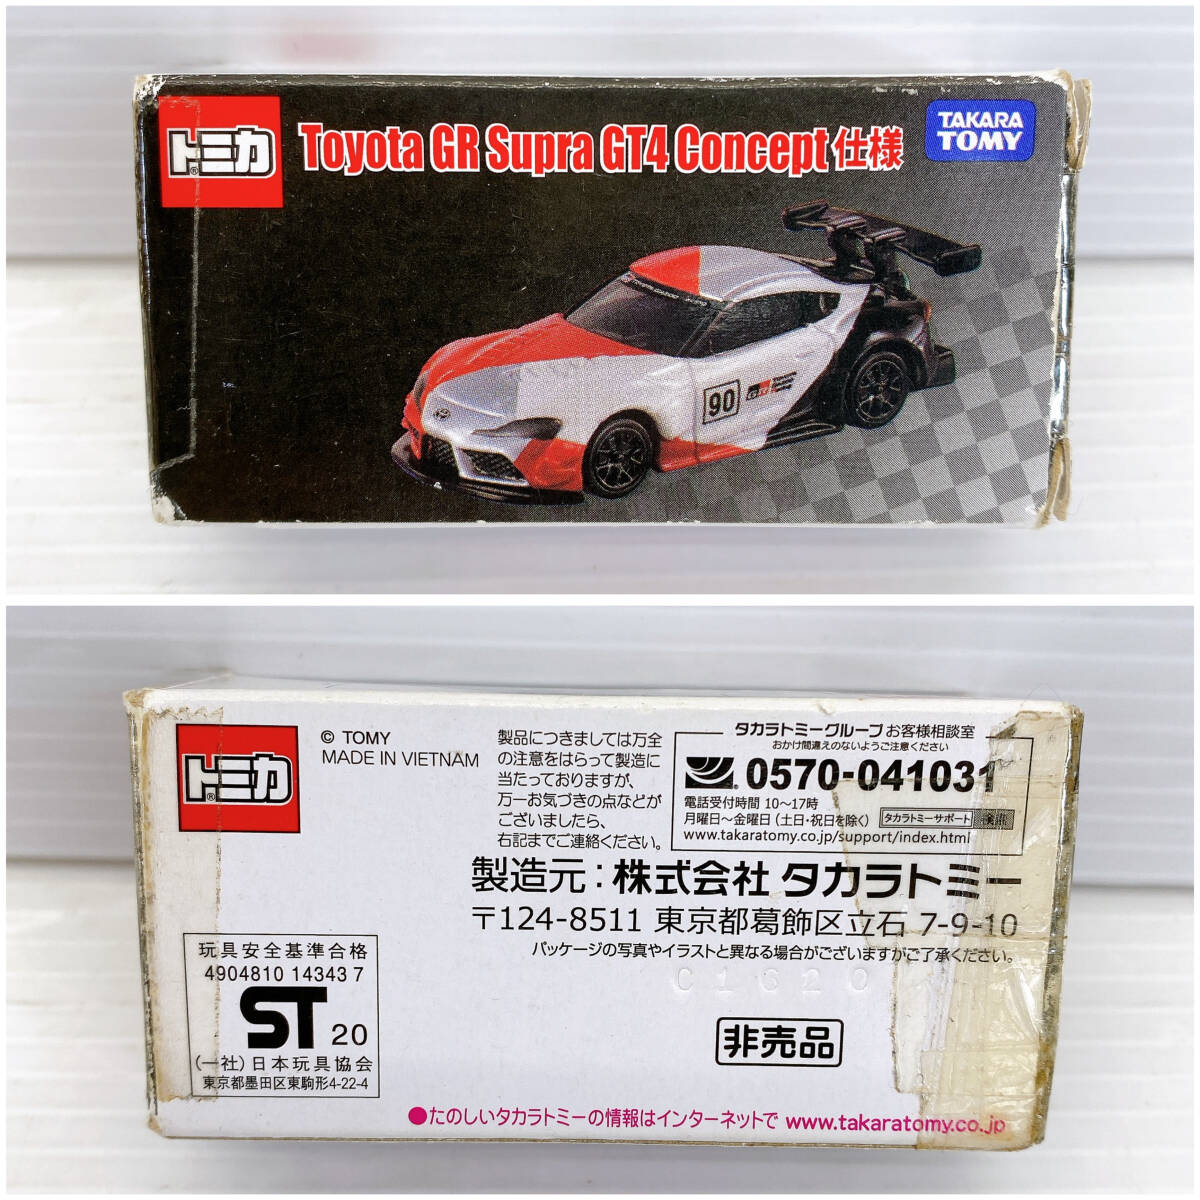 トミカ
®
Toyota GR Supra GT4 Concept仕様
TAKARA
TOMY
90
GR
トミカ
®
© TOMY
MADE IN VIETNAM
製品につきましては万全
の注意をはらって製造に
当たっておりますが、
万一お気づきの点などが
ございましたら、
右記までご連絡ください。
タカラトミーグループ お客様相談室
おかけ間違えのないようご注意ください
0570-041031
電話受付時間 10〜17時
月曜日〜金曜日 (土日・祝日を除く)
タカラトミーサポート 検索
www.takaratomy.co.jp/support/index.html
製造元：株式会社 タカラトミー
〒124-8511 東京都葛飾区立石 7-9-10
パッケージの写真やイラストと異なる場合がございますがご了承ください。
C1620
玩具安全基準合格
4904810 14343 7
ST 20
(一社) 日本玩具協会
東京都墨田区東駒形4-22-4
非売品
●たのしいタカラトミーの情報はインターネットで www.takaratomy.co.jp